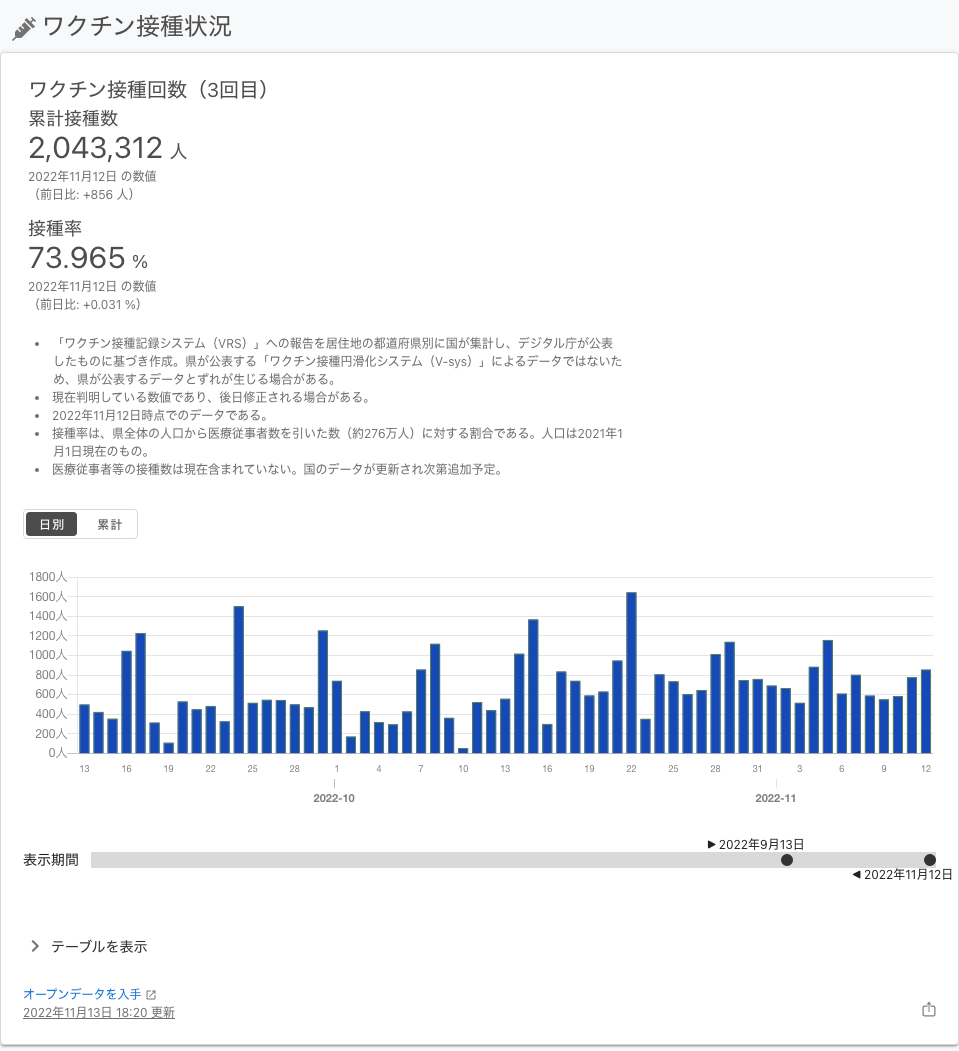 ワクチン接種状況
ワクチン接種回数（3回目）
累計接種数
2,043,312 人
2022年11月12日 の数値
（前日比: +856 人）
接種率
73.965 %
2022年11月12日 の数値
（前日比: +0.031 %）
• 「ワクチン接種記録システム（VRS）」への報告を居住地の都道府県別に国が集計し、デジタル庁が公表
したものに基づき作成。県が公表する「ワクチン接種円滑化システム（V-sys）」によるデータではないた
め、県が公表するデータとずれが生じる場合がある。
• 現在判明している数値であり、後日修正される場合がある。
• 2022年11月12日時点でのデータである。
• 接種率は、県全体の人口から医療従事者数を引いた数（約276万人）に対する割合である。人口は2021年1
月1日現在のもの。
• 医療従事者等の接種数は現在含まれていない。国のデータが更新され次第追加予定。
日別 累計
1800人
1600人
1400人
1200人
1000人
800人
600人
400人
200人
0人
13 16 19 22 25 28 1 4 7 10 13 16 19 22 25 28 31 3 6 9 12
2022-10 2022-11
▶ 2022年9月13日
表示期間
◀ 2022年11月12日
テーブルを表示
オープンデータを入手
2022年11月13日 18:20 更新